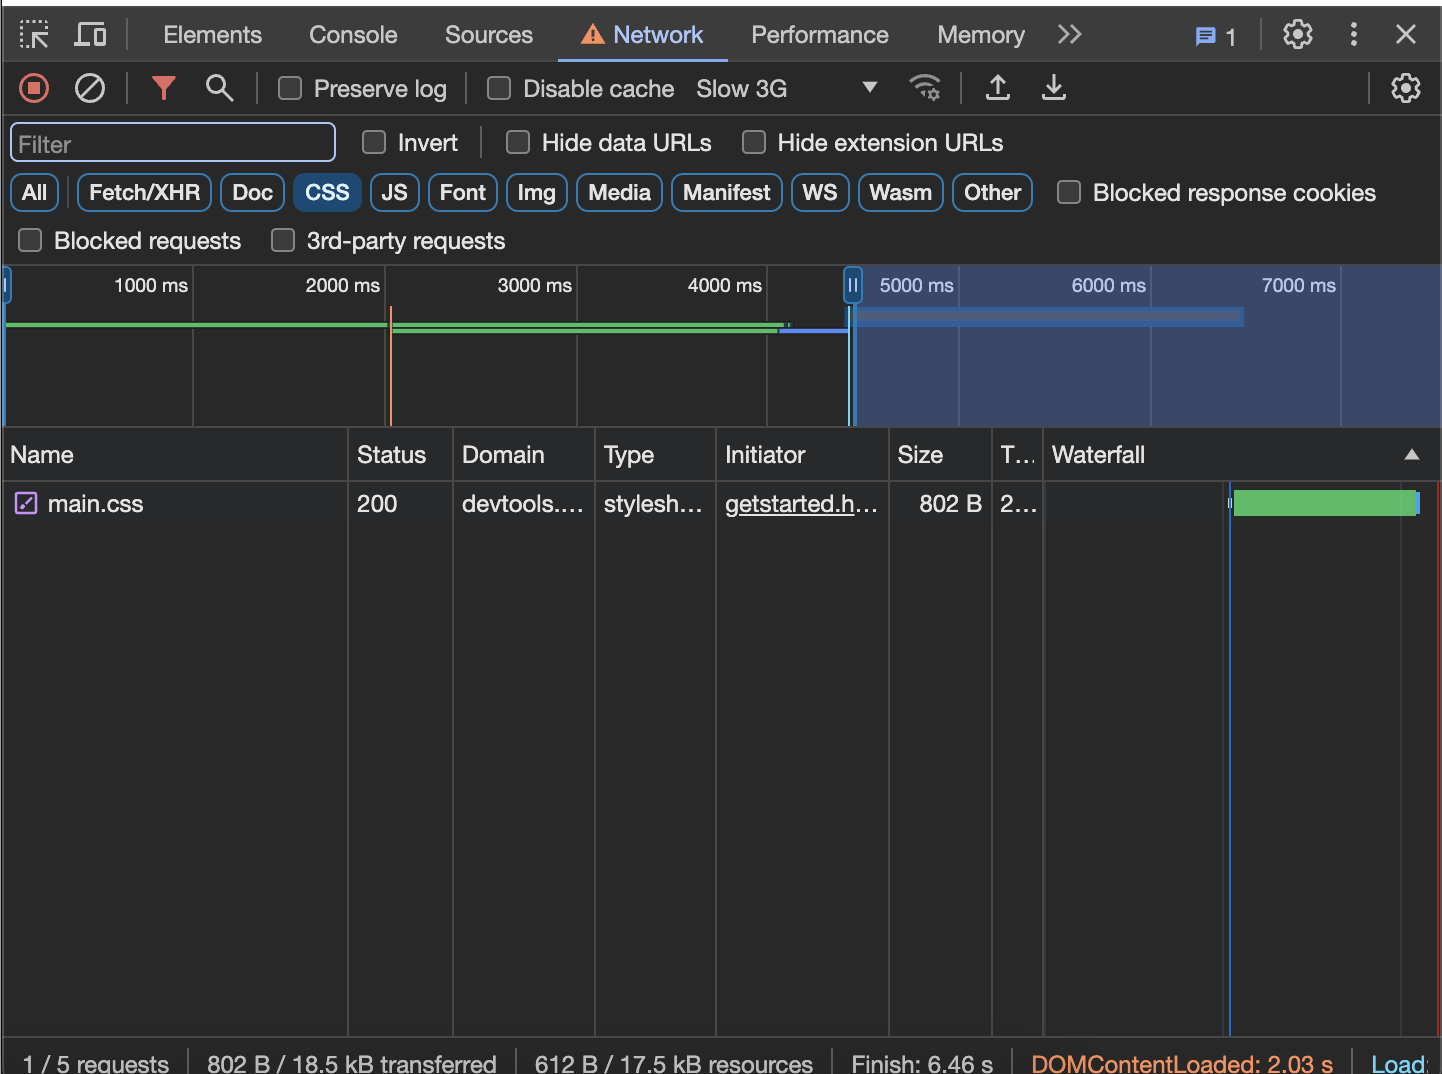 Elements Console Sources Network Performance Memory 1
Preserve log Disable cache Slow 3G
Filter Invert Hide data URLs Hide extension URLs
All Fetch/XHR Doc CSS JS Font Img Media Manifest WS Wasm Other Blocked response cookies
Blocked requests 3rd-party requests
1000 ms 2000 ms 3000 ms 4000 ms 5000 ms 6000 ms 7000 ms
Name Status Domain Type Initiator Size T... Waterfall
main.css 200 devtools.... stylesh... getstarted.h... 802 B 2...
1 / 5 requests 802 B / 18.5 kB transferred 612 B / 17.5 kB resources Finish: 6.46 s DOMContentLoaded: 2.03 s Load: